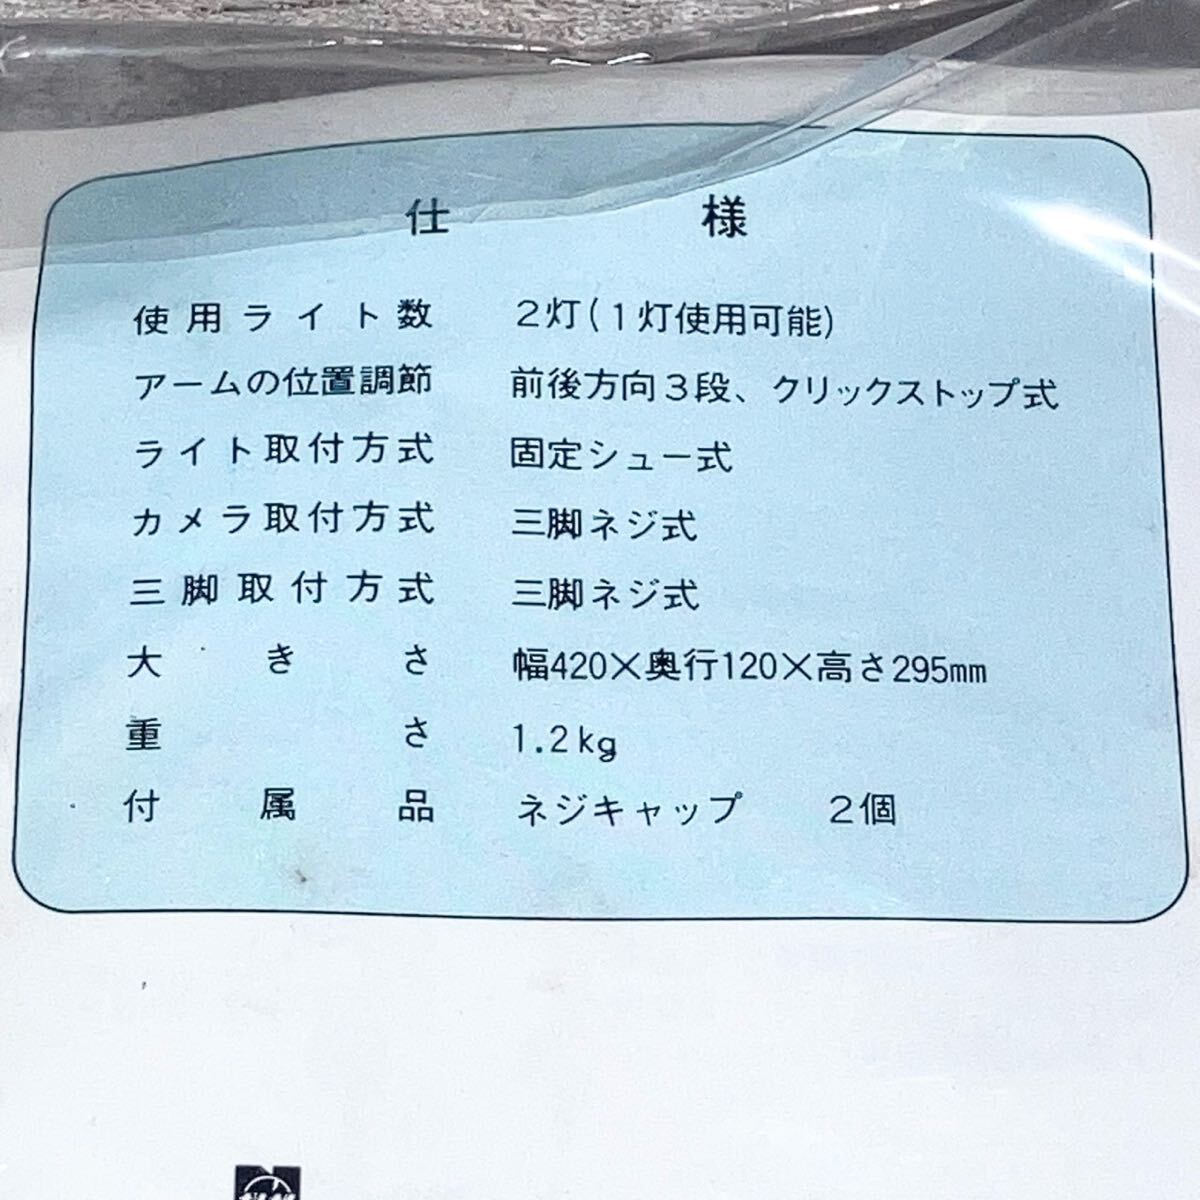 仕様
使用ライト数 2灯(1灯使用可能)
アームの位置調節 前後方向3段、クリックストップ式
ライト取付方式 固定シュー式
カメラ取付方式 三脚ネジ式
三脚取付方式 三脚ネジ式
大きさ 幅420×奥行120×高さ295mm
重さ 1.2kg
付属品 ネジキャップ 2個